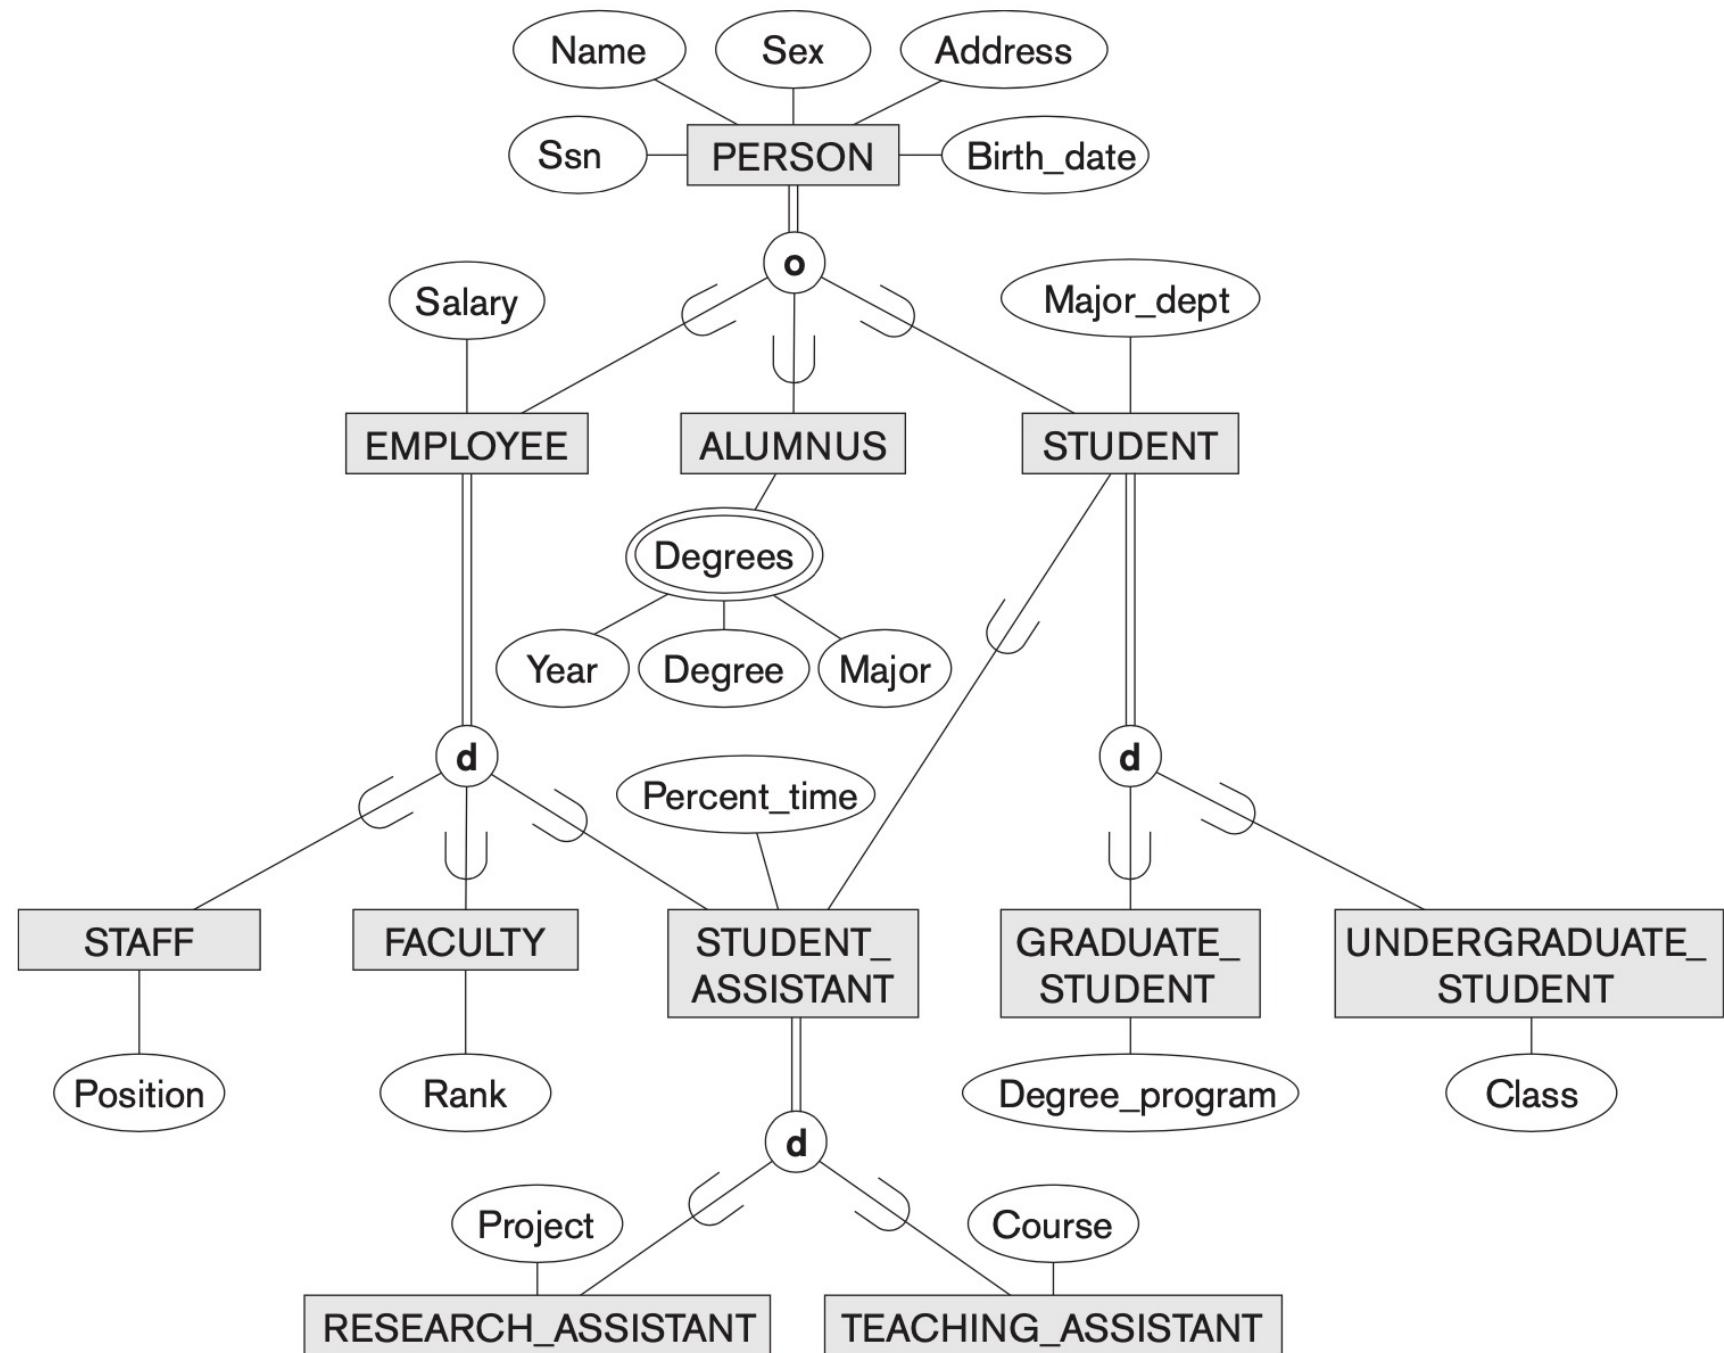 Name
Sex
Address
Ssn
PERSON
Birth_date
o
Salary
Major_dept
EMPLOYEE
ALUMNUS
STUDENT
Degrees
Year
Degree
Major
d
d
Percent_time
STAFF
FACULTY
STUDENT_
ASSISTANT
GRADUATE_
STUDENT
UNDERGRADUATE_
STUDENT
Position
Rank
Degree_program
Class
d
Project
Course
RESEARCH_ASSISTANT
TEACHING_ASSISTANT